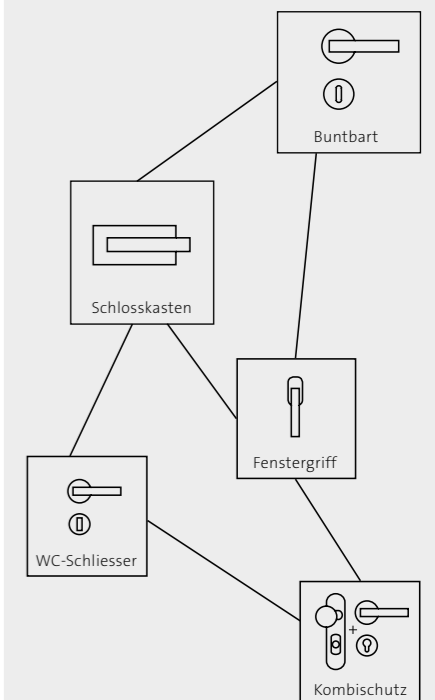 Buntbart
Schlosskasten
Fenstergriff
WC-Schliesser
+
Kombischutz